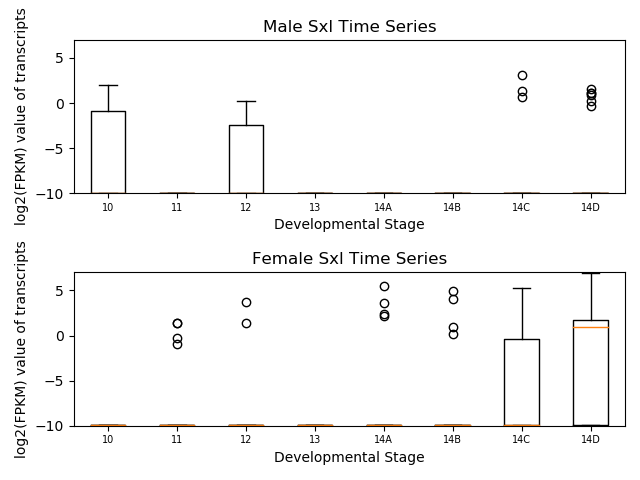 Male Sxl Time Series
log2(FPKM) value of transcripts
5
0
−5
−10
10 11 12 13 14A 14B 14C 14D
Developmental Stage
Female Sxl Time Series
log2(FPKM) value of transcripts
5
0
−5
−10
10 11 12 13 14A 14B 14C 14D
Developmental Stage